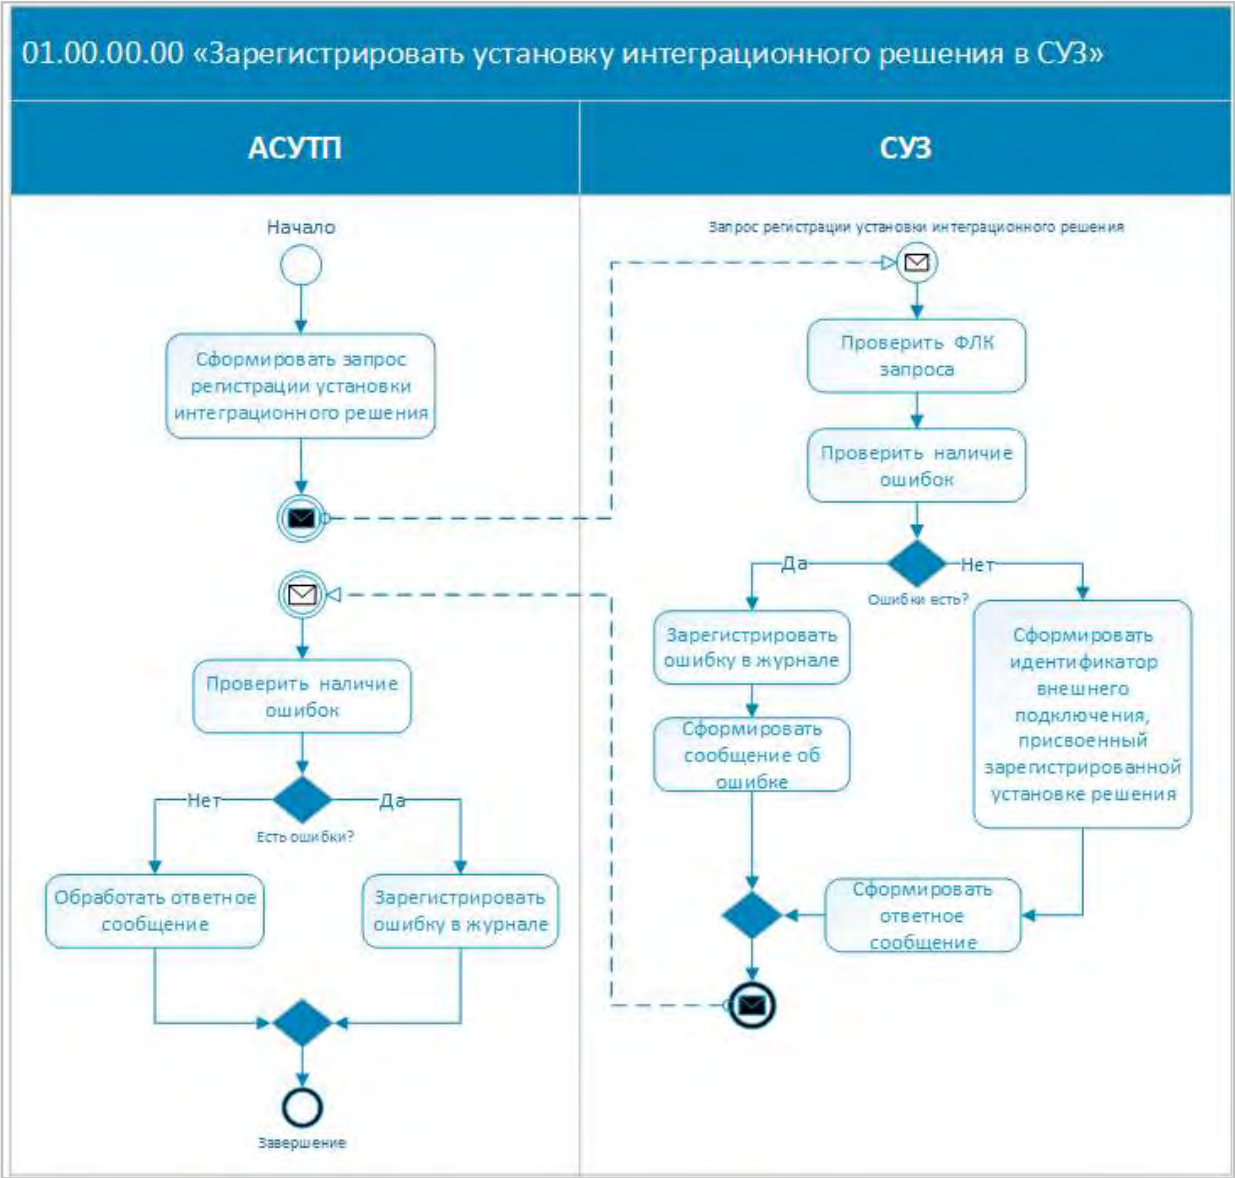 01.00.00.00 «Зарегистрировать установку интеграционного решения в СУЗ»
АСУТП
СУЗ
Начало
Сформировать запрос
регистрации установки
интеграционного решения
Запрос регистрации установки интеграционного решения
Проверить ФЛК
запроса
Проверить наличие
ошибок
Да
Нет
Ошибки есть?
Зарегистрировать
ошибку в журнале
Сформировать
сообщение об
ошибке
Сформировать
идентификатор
внешнего
подключения,
присвоенный
зарегистрированной
установке решения
Сформировать
ответное
сообщение
Проверить наличие
ошибок
Нет
Да
Есть ошибки?
Обработать ответное
сообщение
Зарегистрировать
ошибку в журнале
Завершение